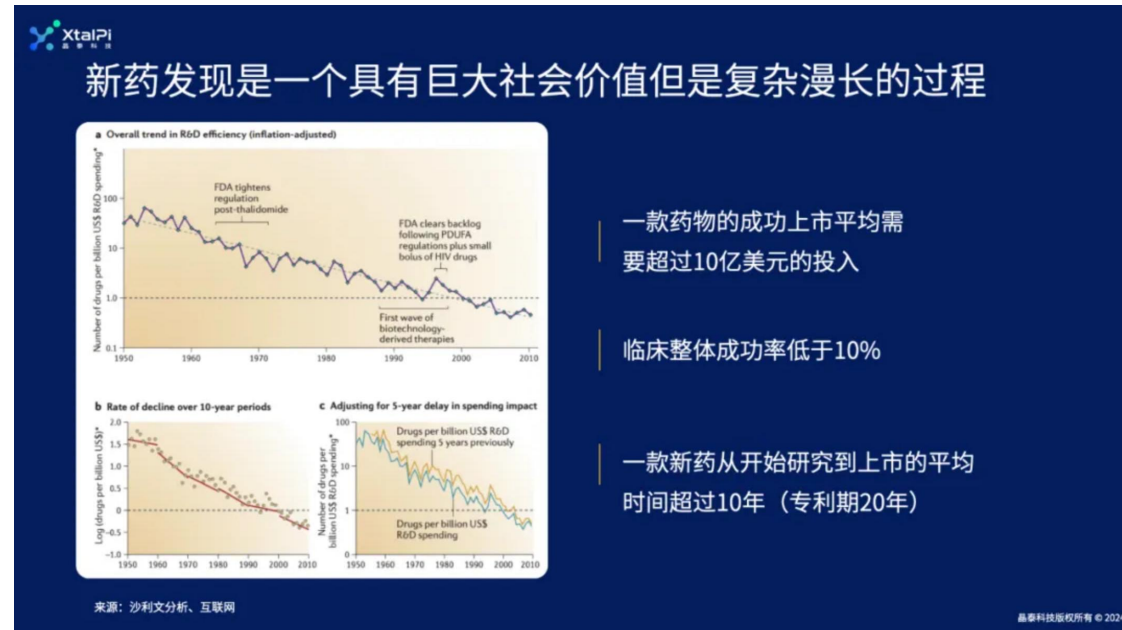 XtalPi
晶泰科技
新药发现是一个具有巨大社会价值但是复杂漫长的过程
a Overall trend in R&D efficiency (inflation-adjusted)
Number of drugs per billion US$ R&D spending*
100
10
1.0
0.1
FDA tightens
regulation
post-thalidomide
FDA clears backlog
following PDUFA
regulations plus small
bolus of HIV drugs
First wave of
biotechnology-
derived therapies
1950 1960 1970 1980 1990 2000 2010
b Rate of decline over 10-year periods
Log (drugs per billion US$)*
2.0
1.5
1.0
0.5
0
-0.5
-1.0
1950 1960 1970 1980 1990 2000 2010
c Adjusting for 5-year delay in spending impact
Number of drugs per
billion US$ R&D spending*
100
10
1
0
Drugs per billion US$ R&D
spending 5 years previously
Drugs per billion US$
R&D spending
1950 1960 1970 1980 1990 2000 2010
一款药物的成功上市平均需
要超过10亿美元的投入
临床整体成功率低于10%
一款新药从开始研究到上市的平均
时间超过10年（专利期20年）
来源：沙利文分析、互联网
晶泰科技版权所有 © 202